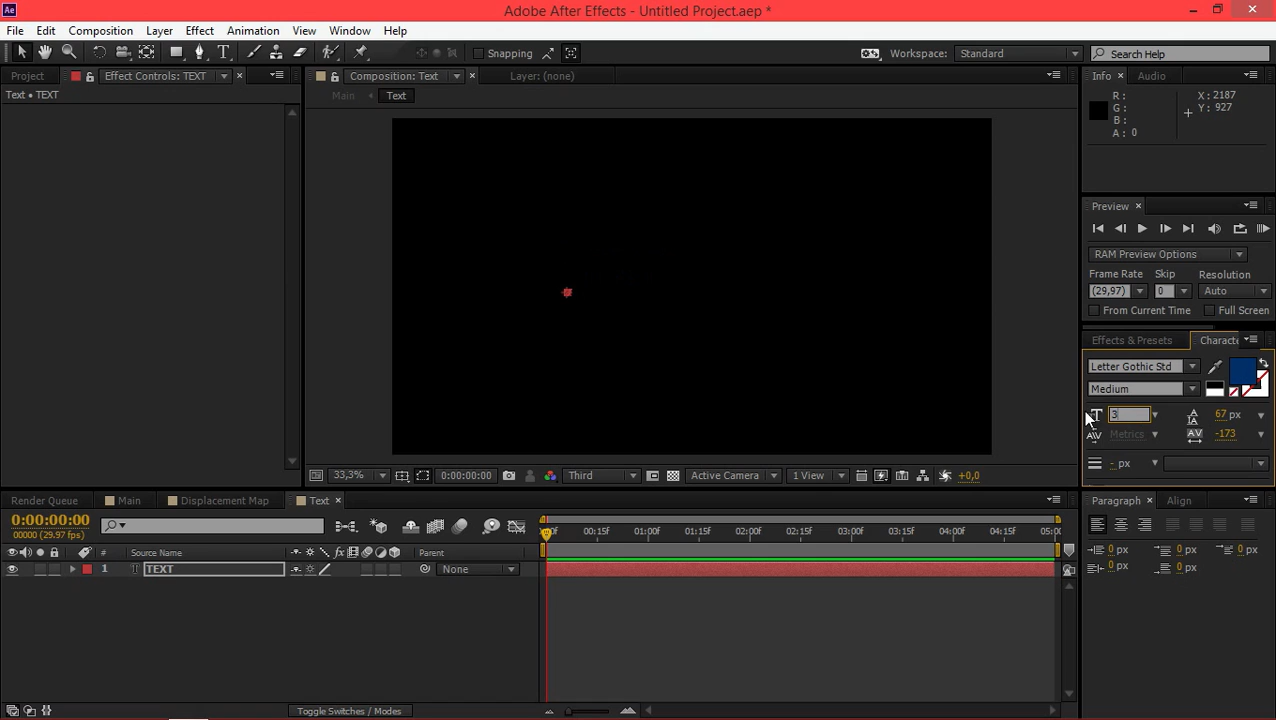 Ae Adobe After Effects - Untitled Project.aep *
File Edit Composition Layer Effect Animation View Window Help
Snapping Workspace: Standard Search Help
Project Effect Controls: TEXT Composition: Text Layer: (none) Info Audio
Text • TEXT Main Text
R: X: 2187
G: Y: 927
B:
A: 0
Preview
RAM Preview Options
Frame Rate Skip Resolution
(29,97) 0 Auto
From Current Time Full Screen
Effects & Presets Characte
Letter Gothic Std
Medium
3 67 px
Metrics -173
- px
33,3% 0:00:00:00 Third Active Camera 1 View +0,0
Render Queue Main Displacement Map Text Paragraph Align
0:00:00:00
00000 (29.97 fps)
:00f 00:15f 01:00f 01:15f 02:00f 02:15f 03:00f 03:15f 04:00f 04:15f 05:0
# Source Name fx Parent
1 T TEXT None
0 px 0 px 0 px
0 px 0 px
Toggle Switches / Modes